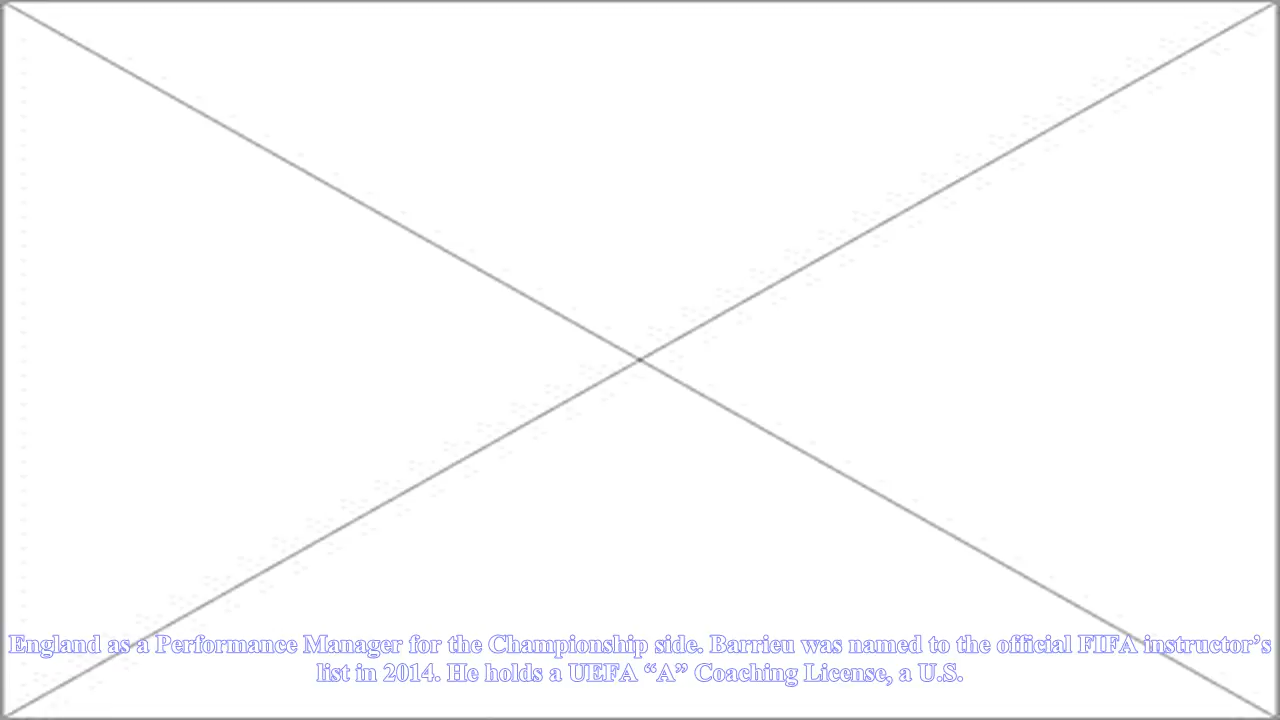 England as a Performance Manager for the Championship side. Barrieu was named to the official FIFA instructor’s
list in 2014. He holds a UEFA “A” Coaching License, a U.S.